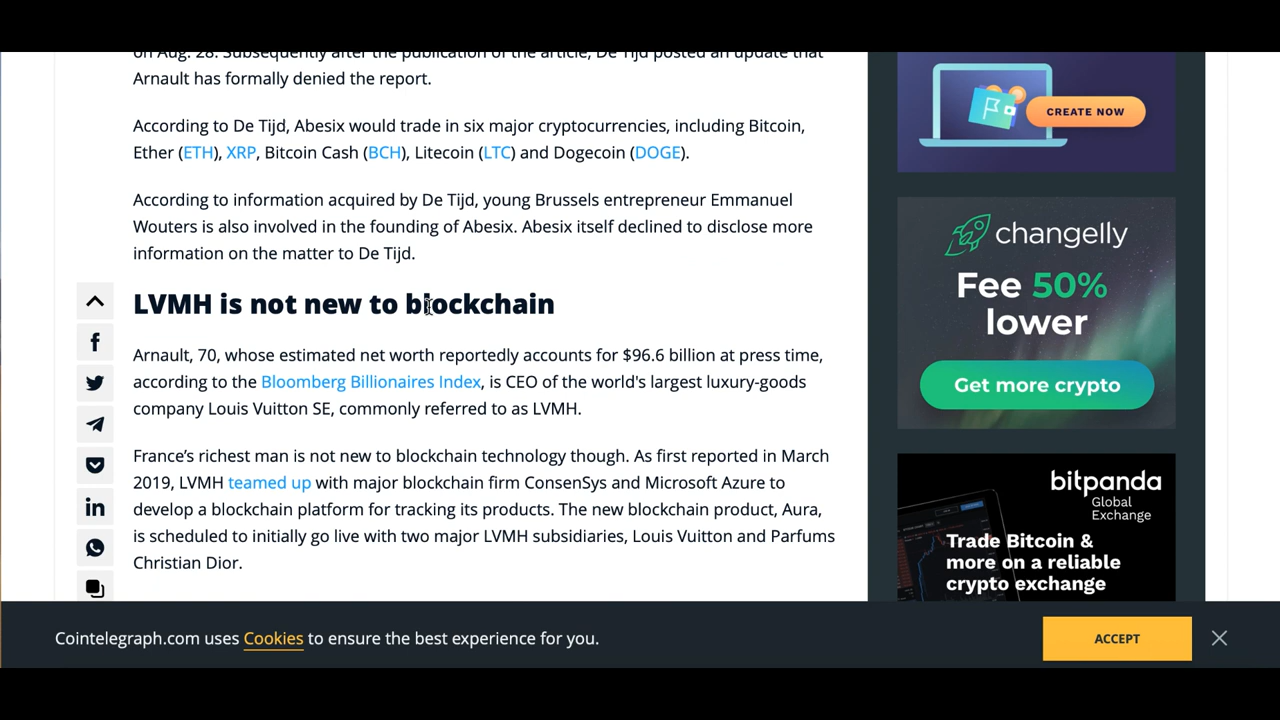 on Aug. 28. Subsequently after the publication of the article, De Tijd posted an update that
Arnault has formally denied the report.
According to De Tijd, Abesix would trade in six major cryptocurrencies, including Bitcoin,
Ether (ETH), XRP, Bitcoin Cash (BCH), Litecoin (LTC) and Dogecoin (DOGE).
According to information acquired by De Tijd, young Brussels entrepreneur Emmanuel
Wouters is also involved in the founding of Abesix. Abesix itself declined to disclose more
information on the matter to De Tijd.
LVMH is not new to blockchain
Arnault, 70, whose estimated net worth reportedly accounts for $96.6 billion at press time,
according to the Bloomberg Billionaires Index, is CEO of the world's largest luxury-goods
company Louis Vuitton SE, commonly referred to as LVMH.
France’s richest man is not new to blockchain technology though. As first reported in March
2019, LVMH teamed up with major blockchain firm ConsenSys and Microsoft Azure to
develop a blockchain platform for tracking its products. The new blockchain product, Aura,
is scheduled to initially go live with two major LVMH subsidiaries, Louis Vuitton and Parfums
Christian Dior.
CREATE NOW
changelly
Fee 50%
lower
Get more crypto
bitpanda
Global
Exchange
Trade Bitcoin &
more on a reliable
crypto exchange
Cointelegraph.com uses Cookies to ensure the best experience for you.
ACCEPT